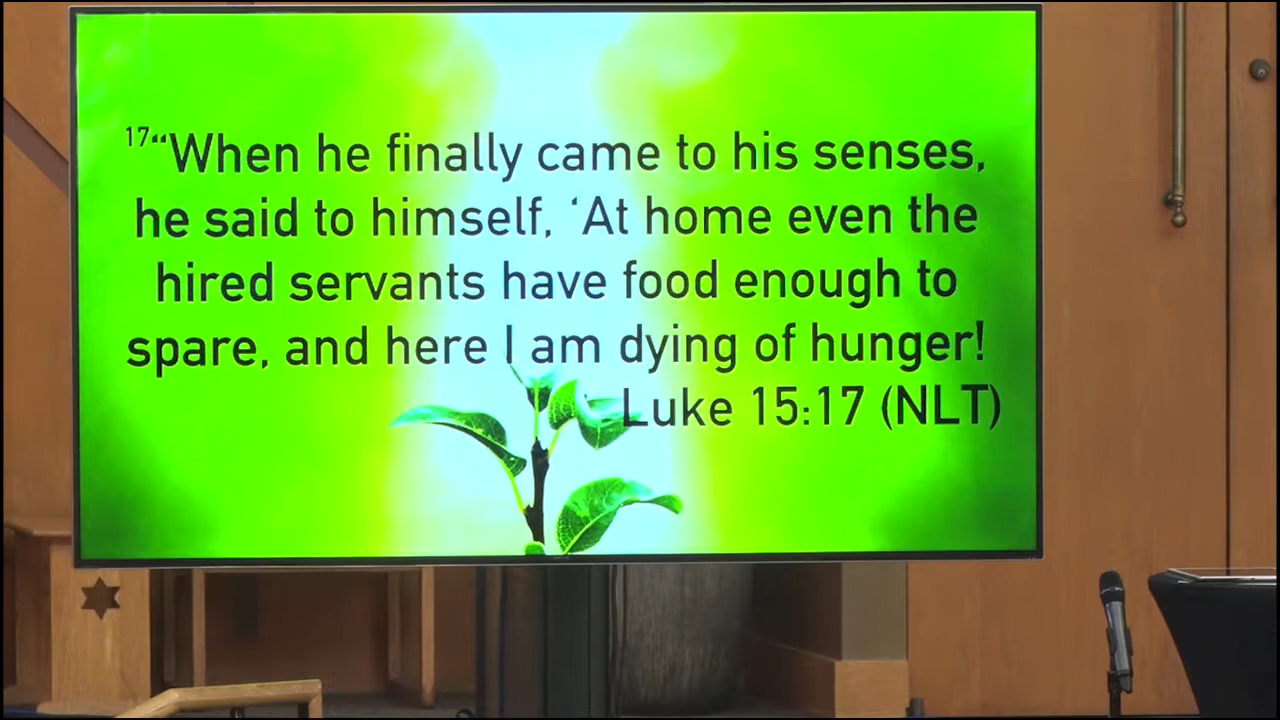 17“When he finally came to his senses,
he said to himself, ‘At home even the
hired servants have food enough to
spare, and here I am dying of hunger!
Luke 15:17 (NLT)